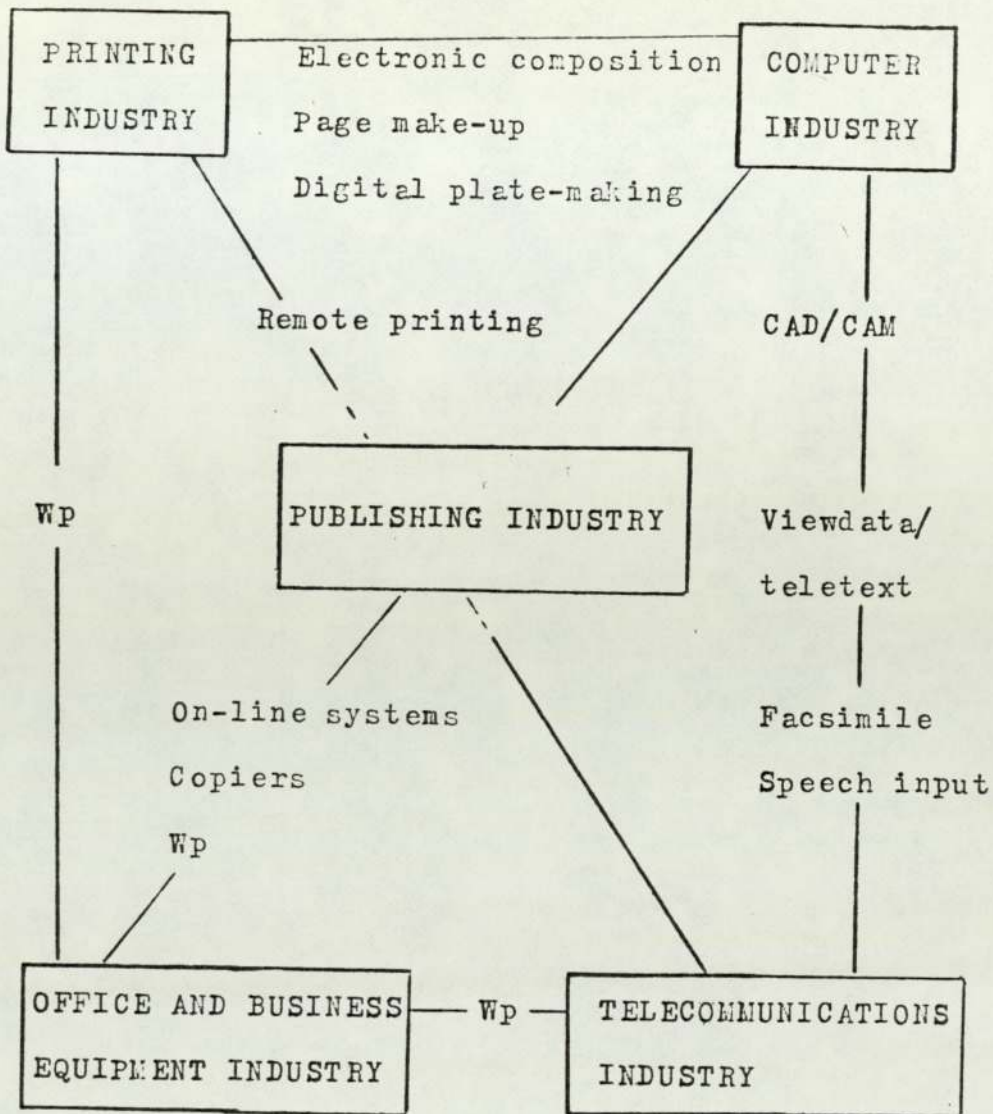 PRINTING
INDUSTRY
Electronic composition
Page make-up
Digital plate-making
COMPUTER
INDUSTRY
Remote printing
CAD/CAM
Wp
PUBLISHING INDUSTRY
Viewdata/
teletext
On-line systems
Copiers
Wp
Facsimile
Speech input
OFFICE AND BUSINESS
EQUIPMENT INDUSTRY
Wp
TELECOMMUNICATIONS
INDUSTRY